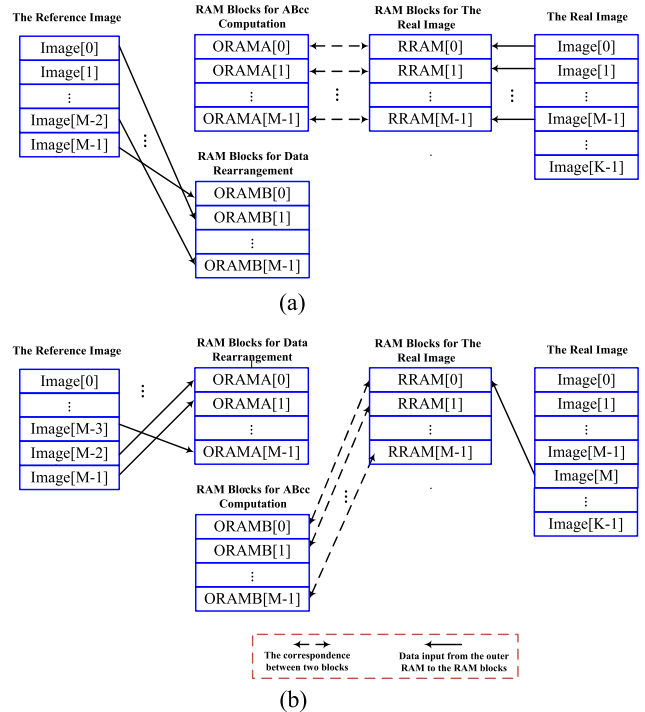 The Reference Image
Image[0]
Image[1]
⋮
Image[M-2]
Image[M-1]
⋮
RAM Blocks for ABcc
Computation
ORAMA[0]
ORAMA[1]
⋮
ORAMA[M-1]
⋮
RAM Blocks for The
Real Image
RRAM[0]
RRAM[1]
⋮
RRAM[M-1]
⋮
The Real Image
Image[0]
Image[1]
⋮
Image[M-1]
⋮
Image[K-1]
RAM Blocks for Data
Rearrangement
ORAMB[0]
ORAMB[1]
⋮
ORAMB[M-1]
(a)
The Reference Image
Image[0]
⋮
Image[M-3]
Image[M-2]
Image[M-1]
⋮
RAM Blocks for Data
Rearrangement
ORAMA[0]
ORAMA[1]
⋮
ORAMA[M-1]
RAM Blocks for The
Real Image
RRAM[0]
RRAM[1]
⋮
RRAM[M-1]
The Real Image
Image[0]
Image[1]
⋮
Image[M-1]
Image[M]
⋮
Image[K-1]
RAM Blocks for ABcc
Computation
ORAMB[0]
ORAMB[1]
⋮
ORAMB[M-1]
⋮
The correspondence
between two blocks
Data input from the outer
RAM to the RAM blocks
(b)